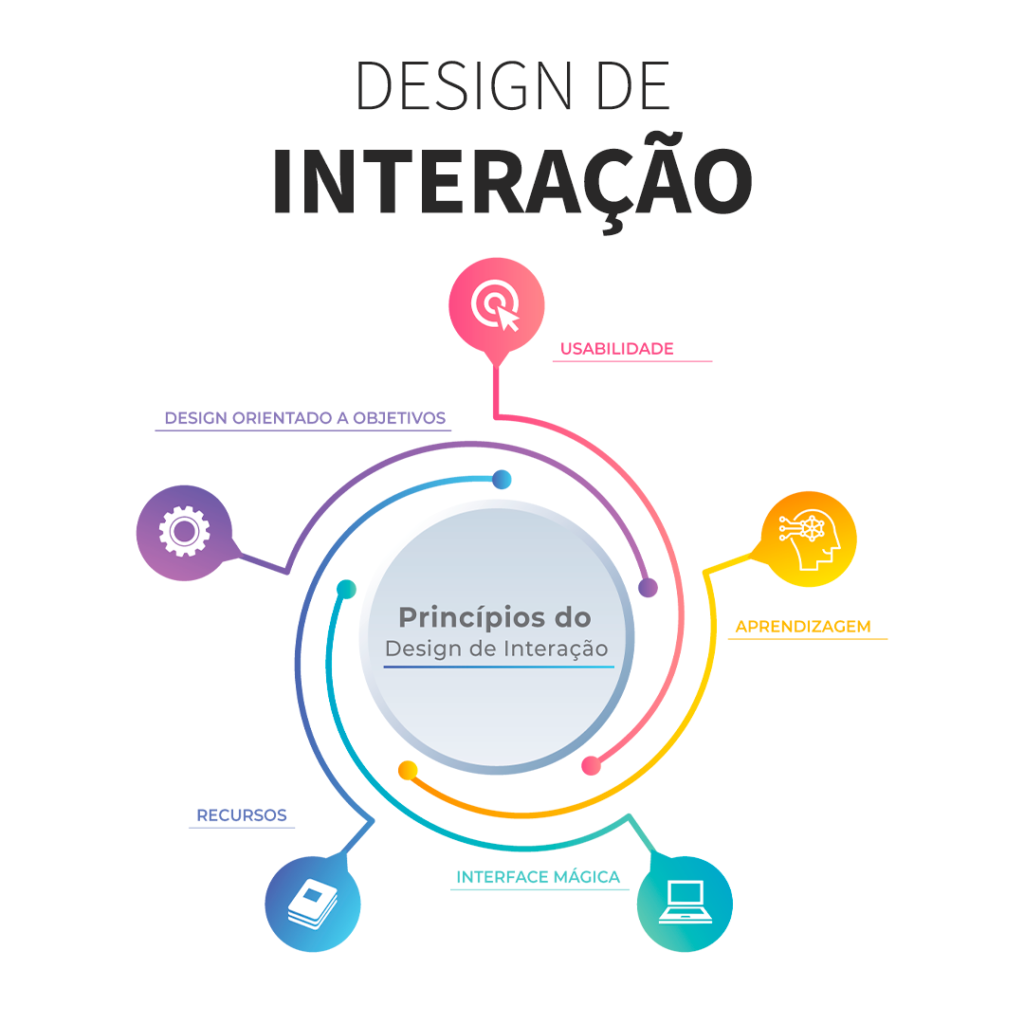 DESIGN DE
INTERAÇÃO
USABILIDADE
DESIGN ORIENTADO A OBJETIVOS
Princípios do
Design de Interação
APRENDIZAGEM
RECURSOS
INTERFACE MÁGICA